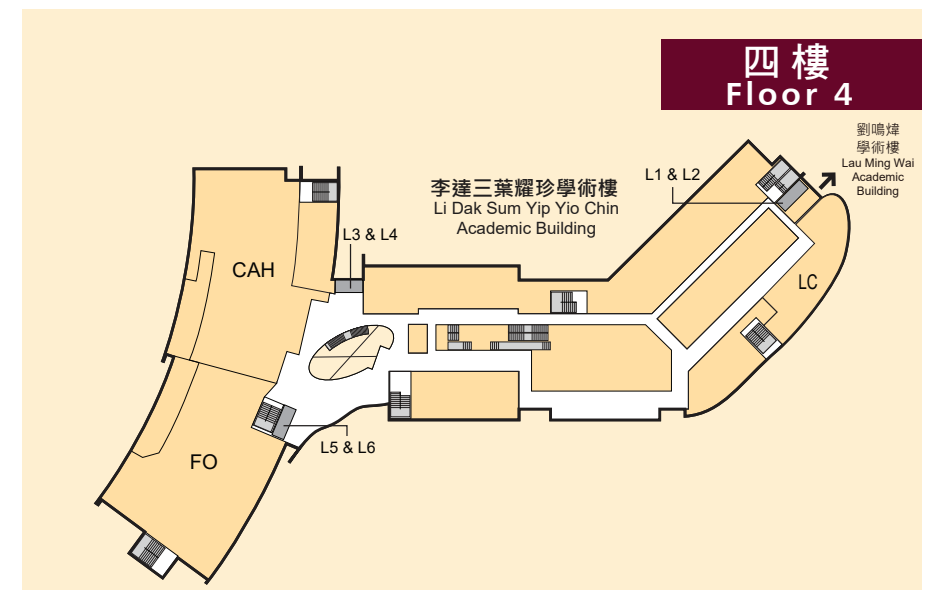 四樓
Floor 4
劉鳴煒
學術樓
Lau Ming Wai
Academic
Building
L1 & L2
李達三葉耀珍學術樓
Li Dak Sum Yip Yio Chin
Academic Building
L3 & L4
CAH
LC
L5 & L6
FO